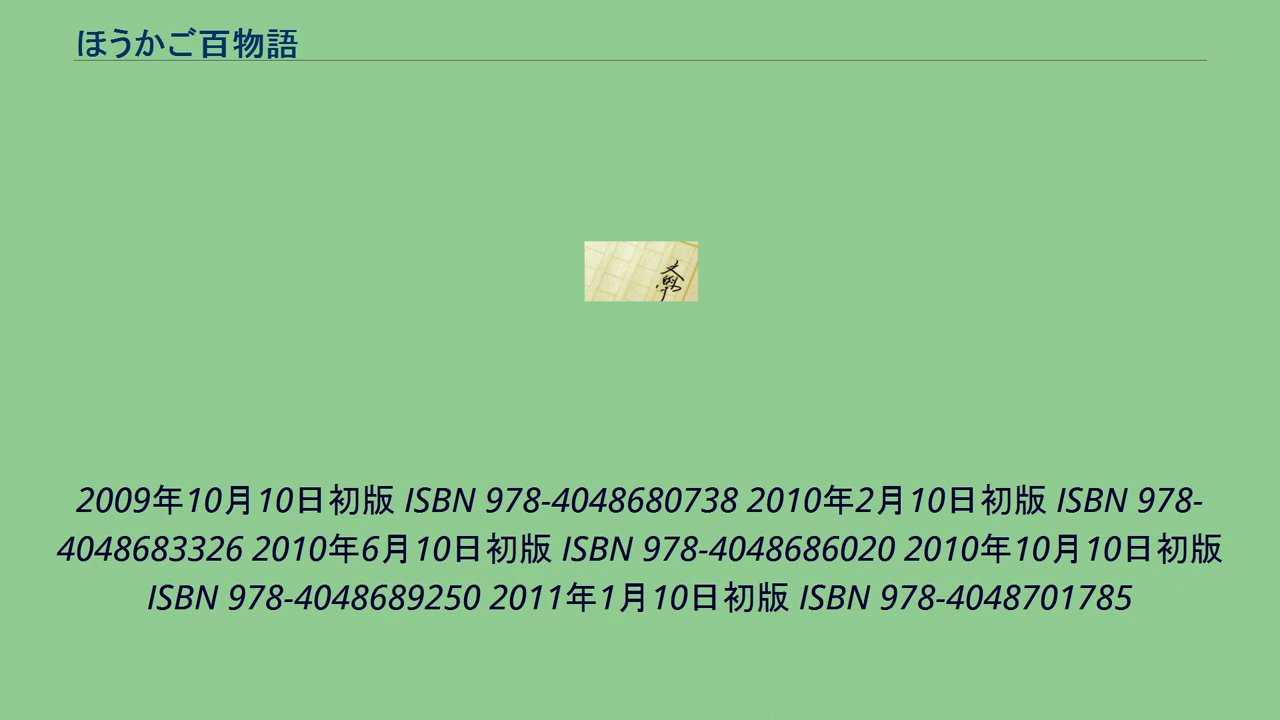 ほうかご百物語
2009年10月10日初版 ISBN 978-4048680738 2010年2月10日初版 ISBN 978-
4048683326 2010年6月10日初版 ISBN 978-4048686020 2010年10月10日初版
ISBN 978-4048689250 2011年1月10日初版 ISBN 978-4048701785